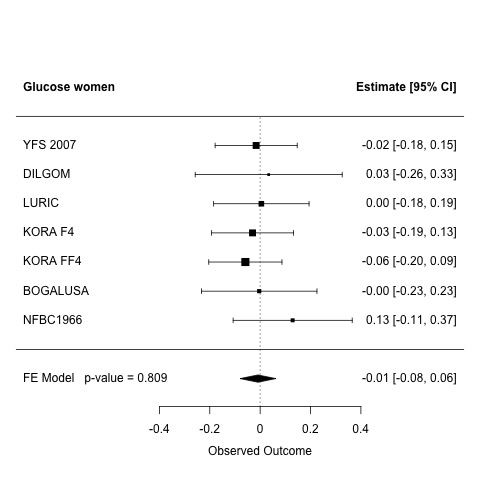 Glucose women Estimate [95% CI]
YFS 2007 -0.02 [-0.18, 0.15]
DILGOM 0.03 [-0.26, 0.33]
LURIC 0.00 [-0.18, 0.19]
KORA F4 -0.03 [-0.19, 0.13]
KORA FF4 -0.06 [-0.20, 0.09]
BOGALUSA -0.00 [-0.23, 0.23]
NFBC1966 0.13 [-0.11, 0.37]
FE Model p-value = 0.809 -0.01 [-0.08, 0.06]
-0.4 -0.2 0 0.2 0.4
Observed Outcome